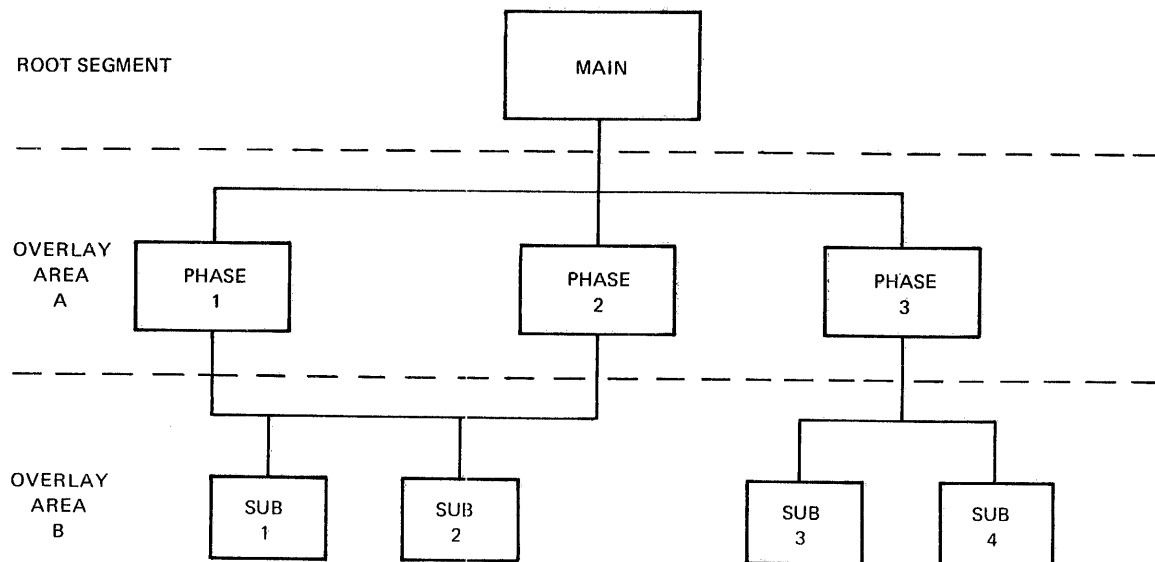 ROOT SEGMENT
MAIN
OVERLAY
AREA
A
PHASE
1
PHASE
2
PHASE
3
OVERLAY
AREA
B
SUB
1
SUB
2
SUB
3
SUB
4